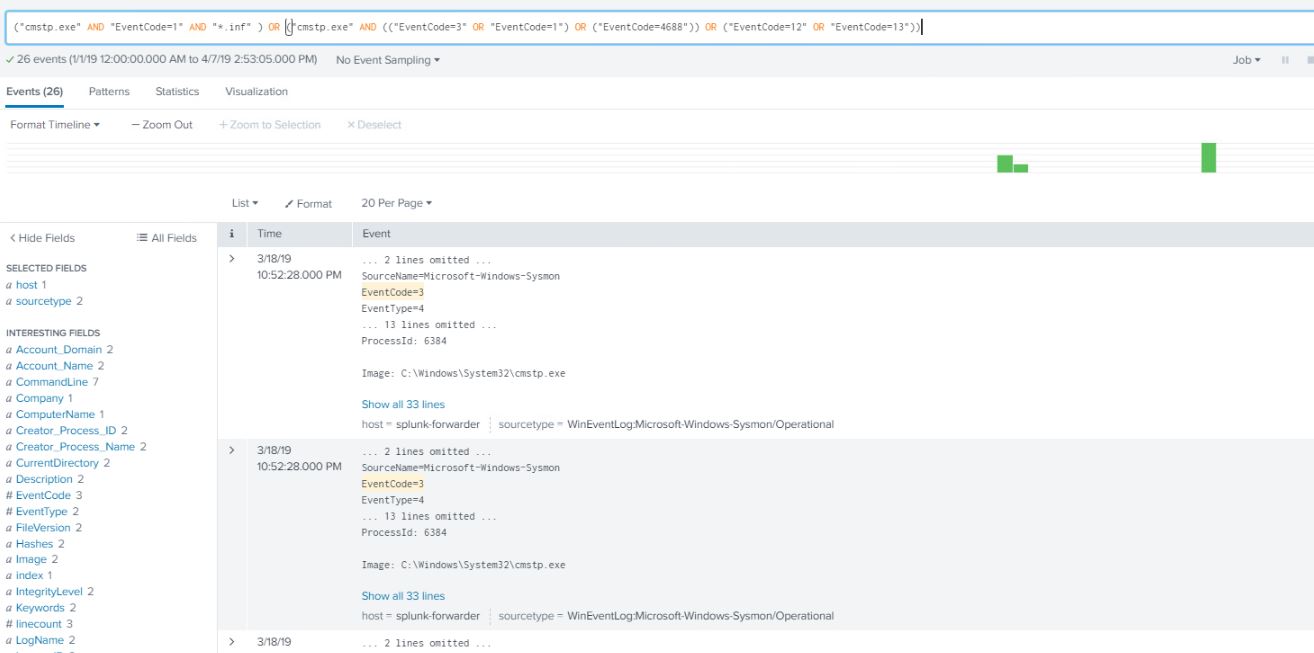 ("cmstp.exe" AND "EventCode=1" AND "*.inf" ) OR ("cmstp.exe" AND (("EventCode=3" OR "EventCode=1") OR ("EventCode=4688")) OR ("EventCode=12" OR "EventCode=13"))
✓ 26 events (1/1/19 12:00:00.000 AM to 4/7/19 2:53:05.000 PM) No Event Sampling ▾ Job ▾
Events (26) Patterns Statistics Visualization
Format Timeline ▾ — Zoom Out + Zoom to Selection × Deselect
List ▾ Format 20 Per Page ▾
< Hide Fields All Fields
i Time Event
SELECTED FIELDS
a host 1
a sourcetype 2
INTERESTING FIELDS
a Account_Domain 2
a Account_Name 2
a CommandLine 7
a Company 1
a ComputerName 1
a Creator_Process_ID 2
a Creator_Process_Name 2
a CurrentDirectory 2
a Description 2
# EventCode 3
# EventType 2
a FileVersion 2
a Hashes 2
a Image 2
a index 1
a IntegrityLevel 2
a Keywords 2
# linecount 3
a LogName 2
> 3/18/19
10:52:28.000 PM
... 2 lines omitted ...
SourceName=Microsoft-Windows-Sysmon
EventCode=3
EventType=4
... 13 lines omitted ...
ProcessId: 6384
Image: C:\Windows\System32\cmstp.exe
Show all 33 lines
host = splunk-forwarder sourcetype = WinEventLog:Microsoft-Windows-Sysmon/Operational
> 3/18/19
10:52:28.000 PM
... 2 lines omitted ...
SourceName=Microsoft-Windows-Sysmon
EventCode=3
EventType=4
... 13 lines omitted ...
ProcessId: 6384
Image: C:\Windows\System32\cmstp.exe
Show all 33 lines
host = splunk-forwarder sourcetype = WinEventLog:Microsoft-Windows-Sysmon/Operational
> 3/18/19
... 2 lines omitted ...